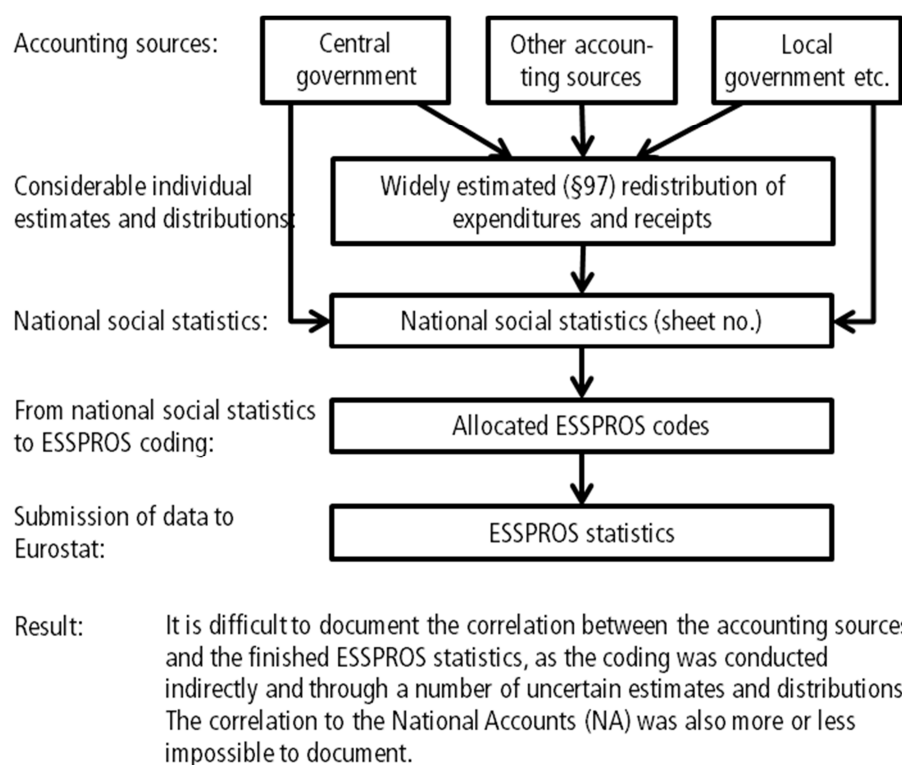 Accounting sources:
Central
government
Other accoun-
ting sources
Local
government etc.
Considerable individual
estimates and distributions:
Widely estimated (§97) redistribution of
expenditures and receipts
National social statistics:
National social statistics (sheet no.)
From national social statistics
to ESSPROS coding:
Allocated ESSPROS codes
Submission of data to
Eurostat:
ESSPROS statistics
Result:
It is difficult to document the correlation between the accounting sources
and the finished ESSPROS statistics, as the coding was conducted
indirectly and through a number of uncertain estimates and distributions
The correlation to the National Accounts (NA) was also more or less
impossible to document.